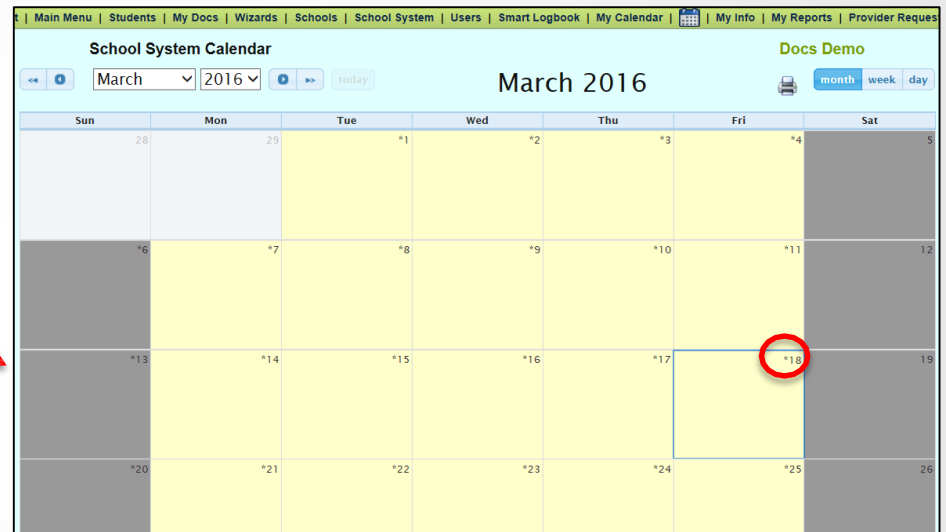 t | Main Menu | Students | My Docs | Wizards | Schools | School System | Users | Smart Logbook | My Calendar | | My Info | My Reports | Provider Reques
School System Calendar Docs Demo
March 2016 today March 2016 month week day
Sun Mon Tue Wed Thu Fri Sat
28 29 *1 *2 *3 *4 5
*6 *7 *8 *9 *10 *11 12
*13 *14 *15 *16 *17 *18 19
*20 *21 *22 *23 *24 *25 26